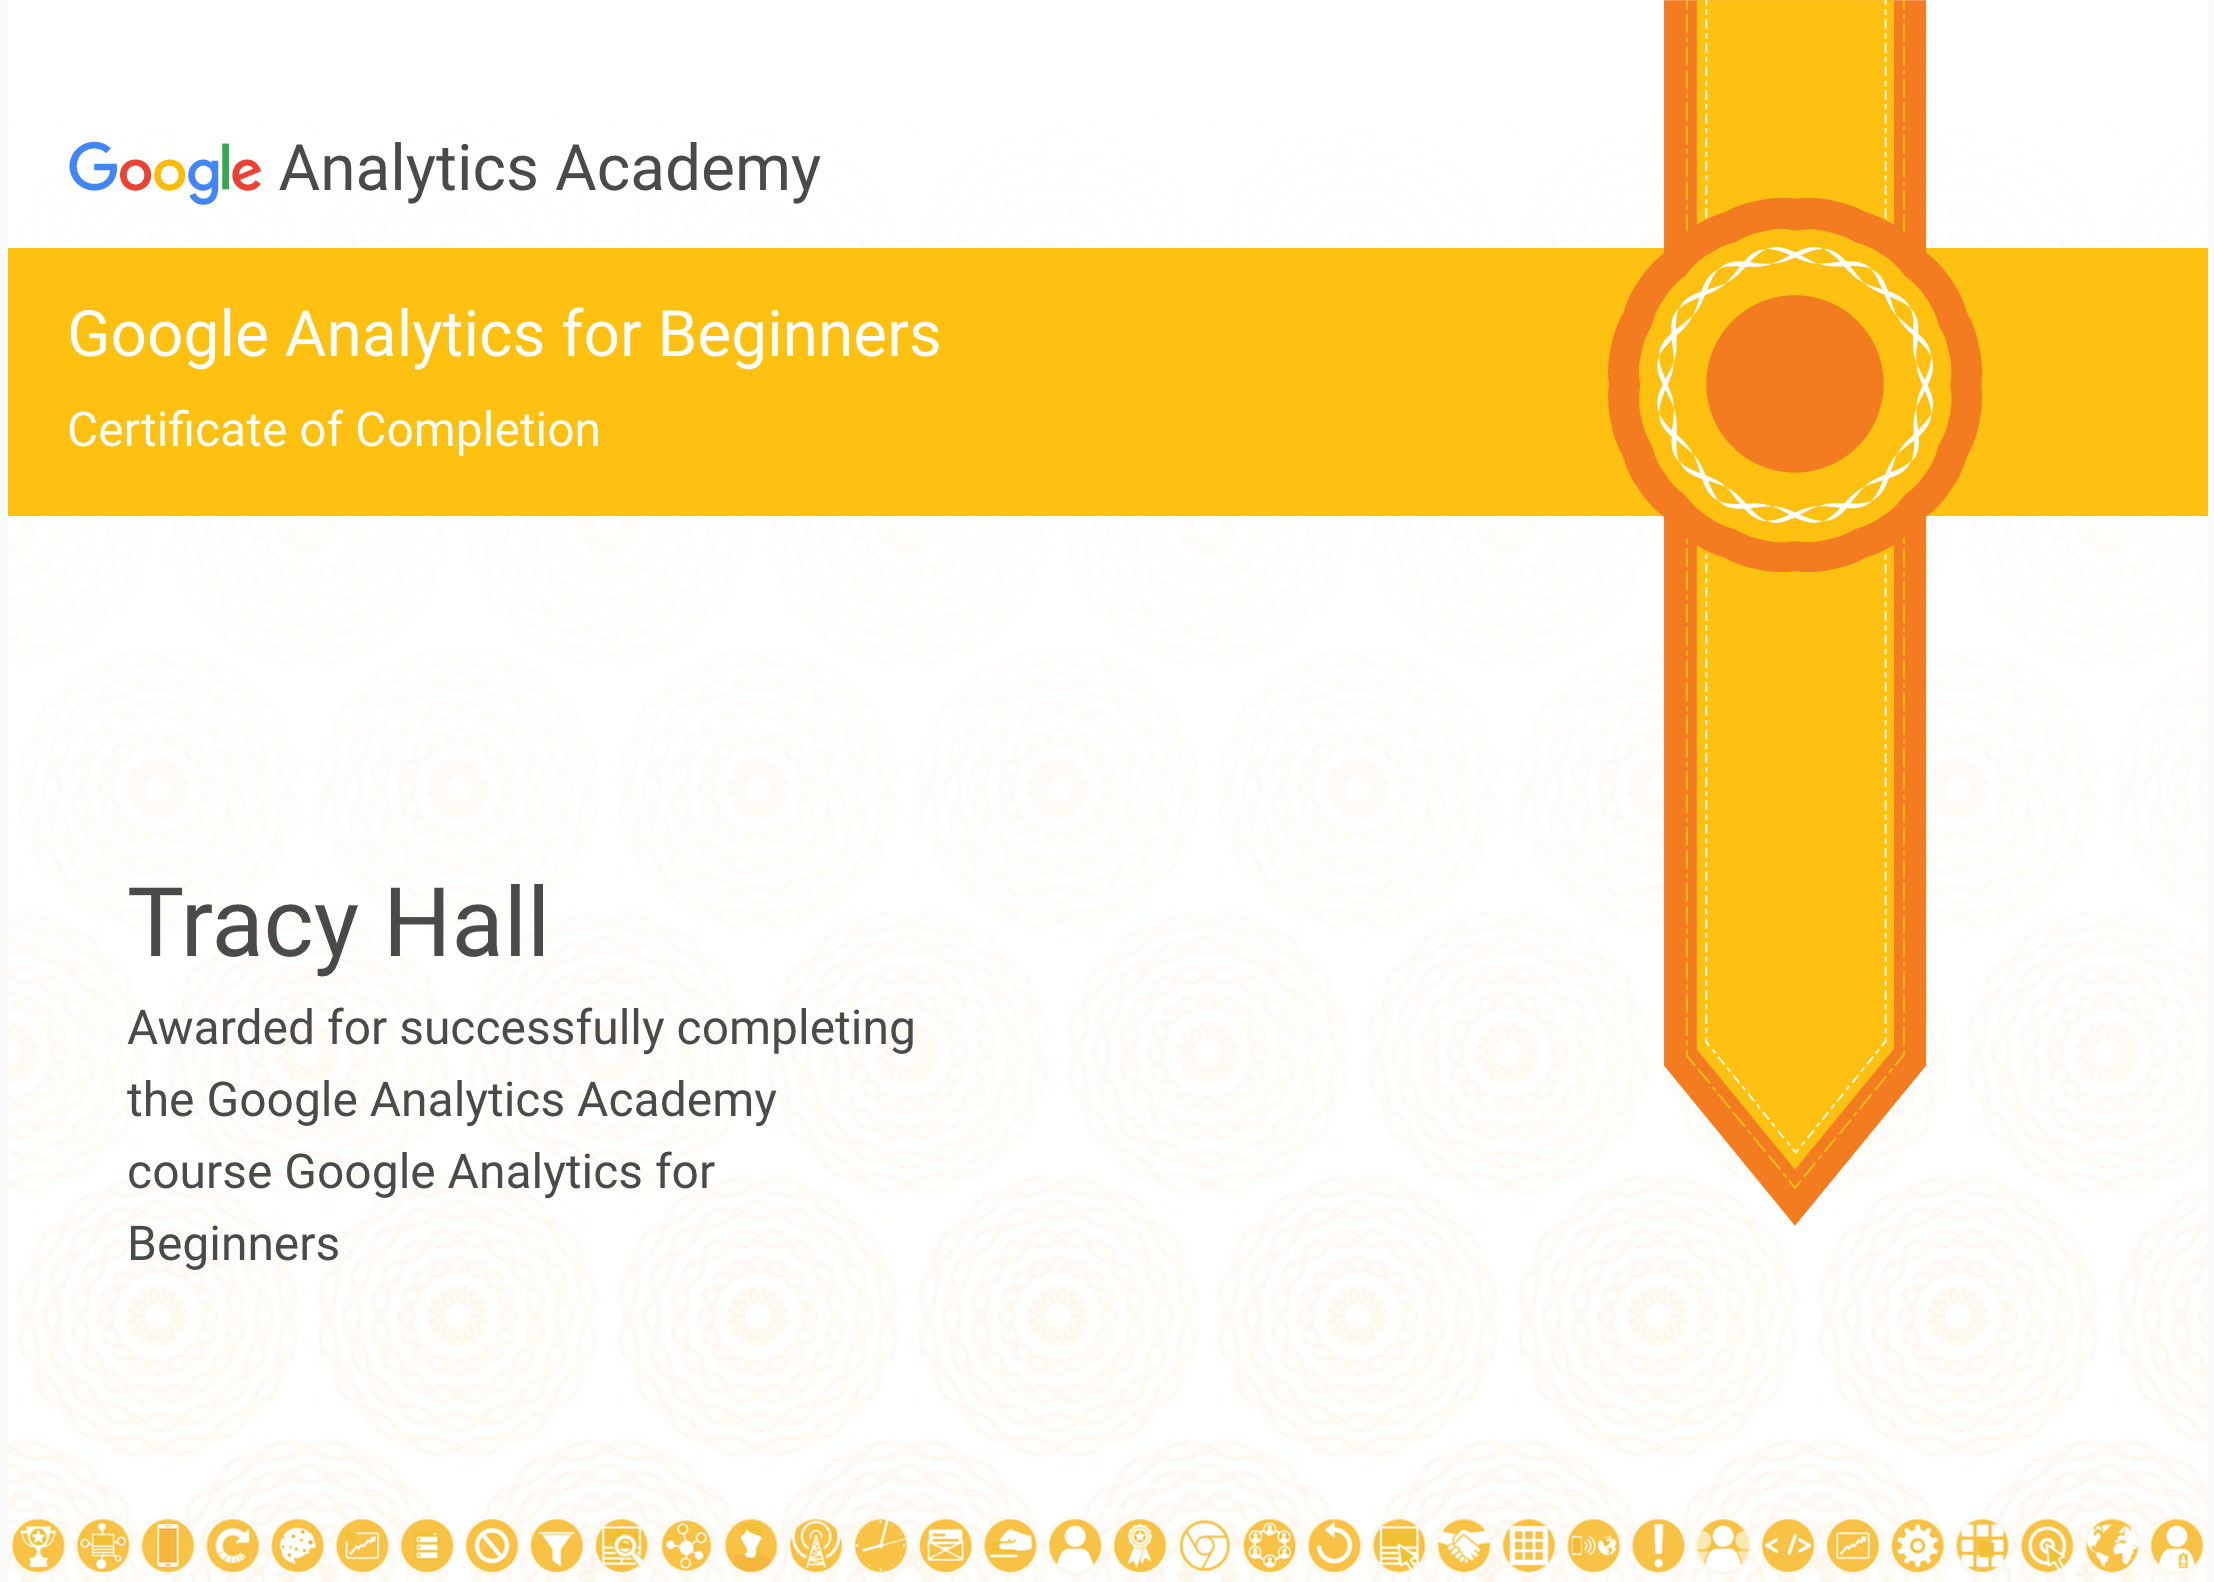 Google Analytics Academy
Google Analytics for Beginners
Certificate of Completion
Tracy Hall
Awarded for successfully completing
the Google Analytics Academy
course Google Analytics for
Beginners